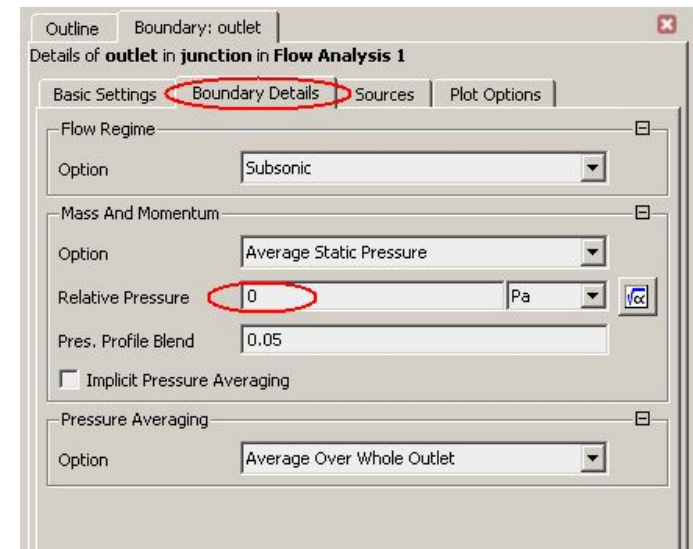 Outline Boundary: outlet
Details of outlet in junction in Flow Analysis 1
Basic Settings Boundary Details Sources Plot Options
Flow Regime
Option Subsonic
Mass And Momentum
Option Average Static Pressure
Relative Pressure 0 Pa
Pres. Profile Blend 0.05
Implicit Pressure Averaging
Pressure Averaging
Option Average Over Whole Outlet